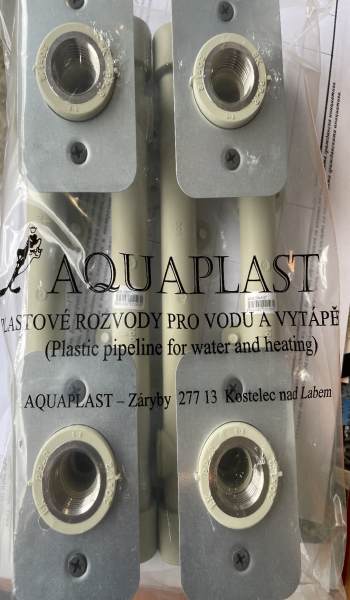 AQUAPLAST
PLASTOVÉ ROZVODY PRO VODU A VYTÁPĚ
(Plastic pipeline for water and heating)
AQUAPLAST – Záryby 277 13 Kostelec nad Labem